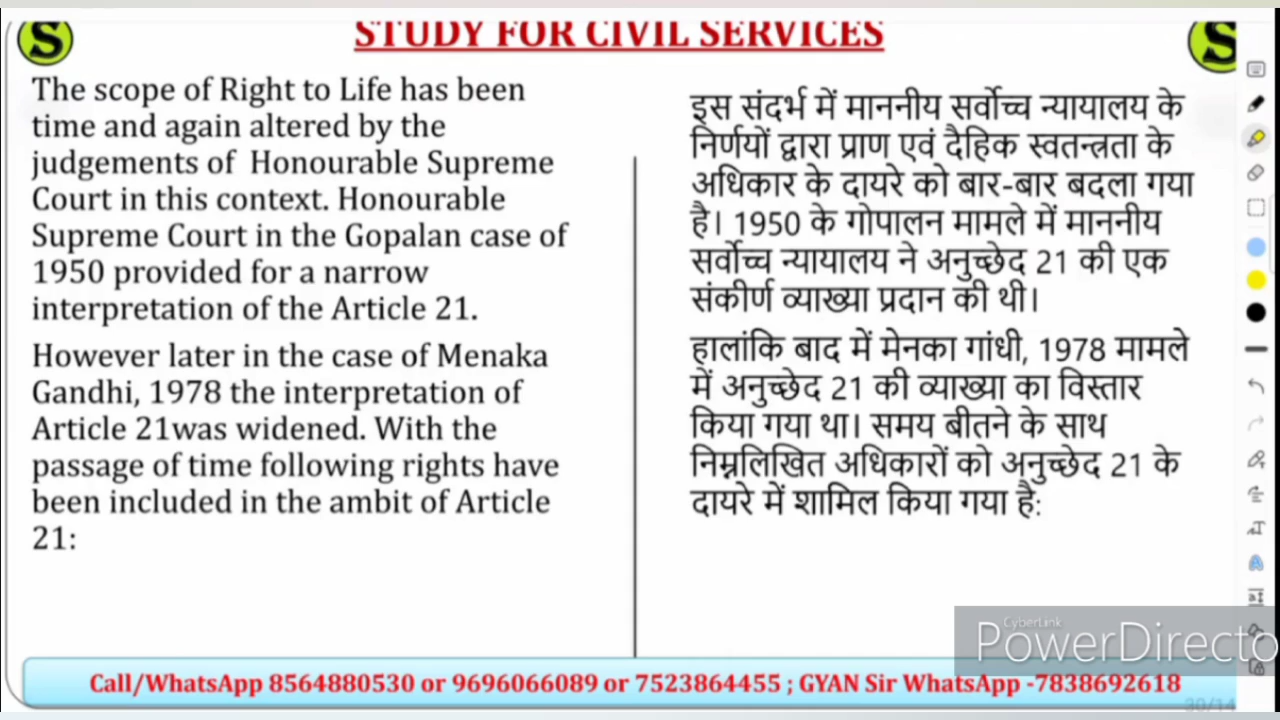 STUDY FOR CIVIL SERVICES
S
S
The scope of Right to Life has been
time and again altered by the
judgements of Honourable Supreme
Court in this context. Honourable
Supreme Court in the Gopalan case of
1950 provided for a narrow
interpretation of the Article 21.
However later in the case of Menaka
Gandhi, 1978 the interpretation of
Article 21was widened. With the
passage of time following rights have
been included in the ambit of Article
21:
इस संदर्भ में माननीय सर्वोच्च न्यायालय के
निर्णयों द्वारा प्राण एवं दैहिक स्वतन्त्रता के
अधिकार के दायरे को बार-बार बदला गया
है। 1950 के गोपालन मामले में माननीय
सर्वोच्च न्यायालय ने अनुच्छेद 21 की एक
संकीर्ण व्याख्या प्रदान की थी।
हालांकि बाद में मेनका गांधी, 1978 मामले
में अनुच्छेद 21 की व्याख्या का विस्तार
किया गया था। समय बीतने के साथ
निम्नलिखित अधिकारों को अनुच्छेद 21 के
दायरे में शामिल किया गया है:
CyberLink
PowerDirecto
Call/WhatsApp 8564880530 or 9696066089 or 7523864455 ; GYAN Sir WhatsApp -7838692618
30/14